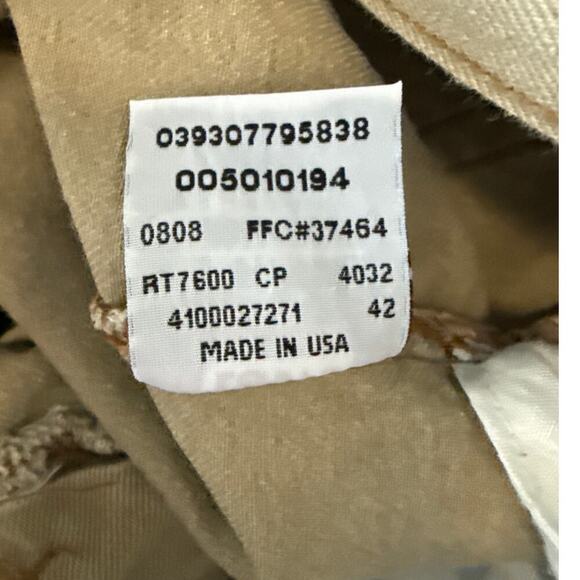 039307795838
005010194
0808 FFC#37464
RT7600 CP 4032
4100027271 42
MADE IN USA